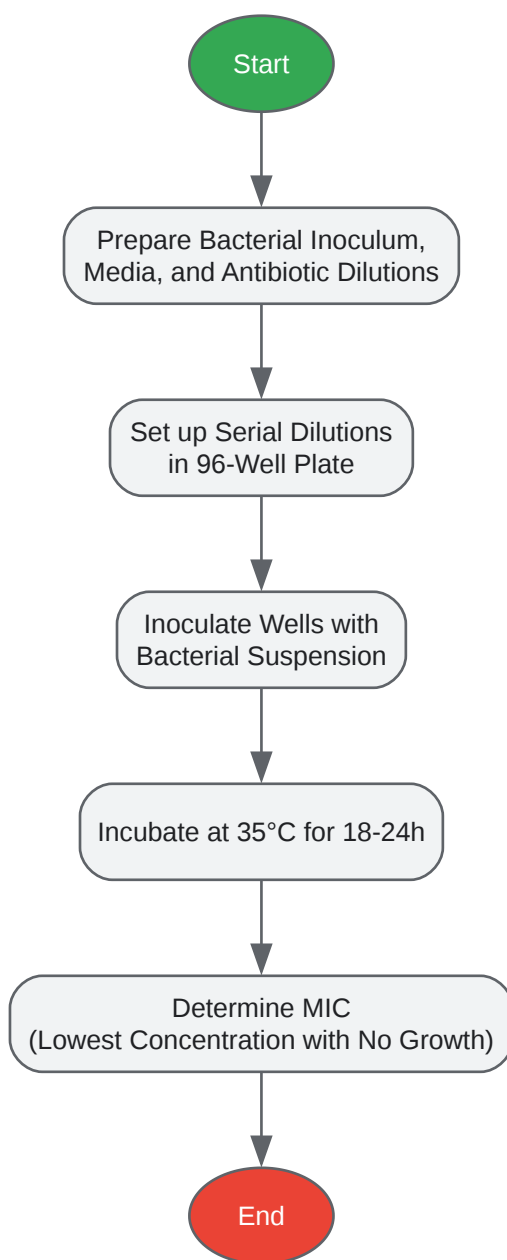 Start
Prepare Bacterial Inoculum,
Media, and Antibiotic Dilutions
Set up Serial Dilutions
in 96-Well Plate
Inoculate Wells with
Bacterial Suspension
Incubate at 35°C for 18-24h
Determine MIC
(Lowest Concentration with No Growth)
End